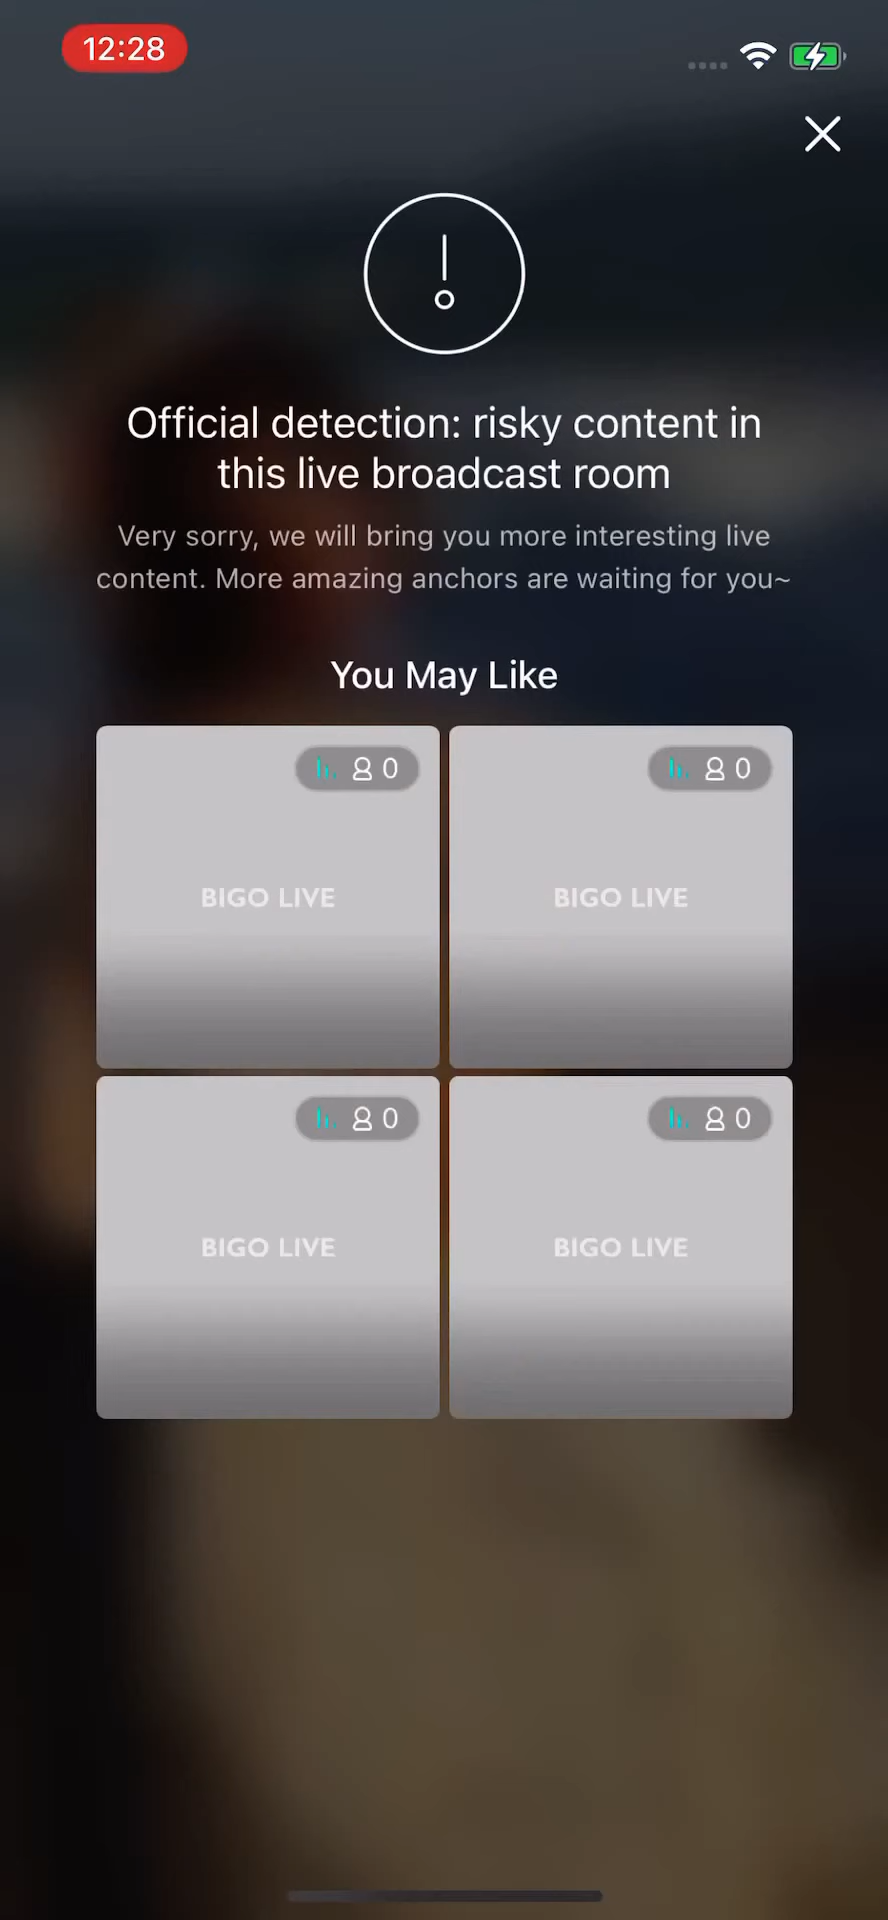 12:28
Official detection: risky content in
this live broadcast room
Very sorry, we will bring you more interesting live
content. More amazing anchors are waiting for you~
You May Like
0
0
BIGO LIVE
BIGO LIVE
0
0
BIGO LIVE
BIGO LIVE